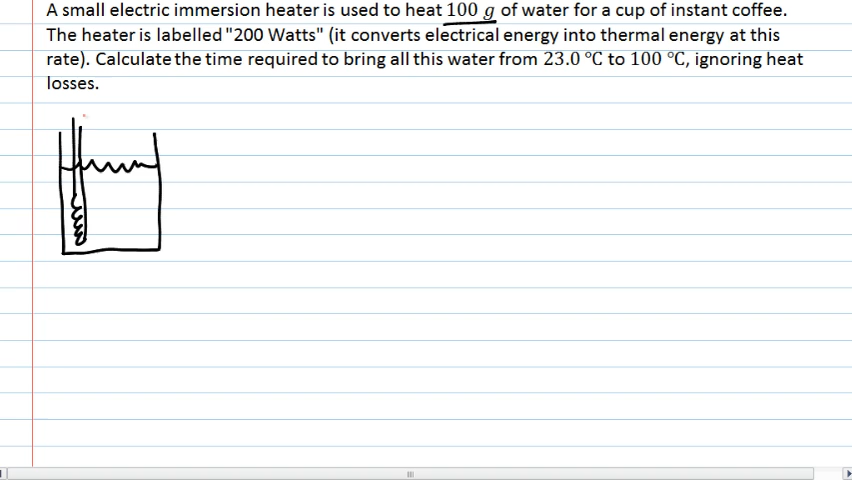 A small electric immersion heater is used to heat 100 g of water for a cup of instant coffee.
The heater is labelled "200 Watts" (it converts electrical energy into thermal energy at this
rate). Calculate the time required to bring all this water from 23.0 °C to 100 °C, ignoring heat
losses.